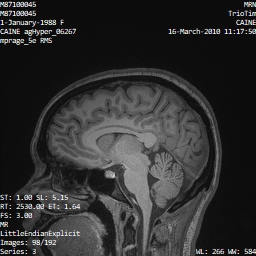 M87100045
M87100045
1-January-1988 F
CAINE agHyper_06267
mprage_5e RMS
MRN
TrioTim
CAINE
16-March-2010 11:17:50
ST: 1.00 SL: 5.15
RT: 2530.00 ET: 1.64
FS: 3.00
MR
LittleEndianExplicit
Images: 98/192
Series: 3
WL: 266 WW: 584